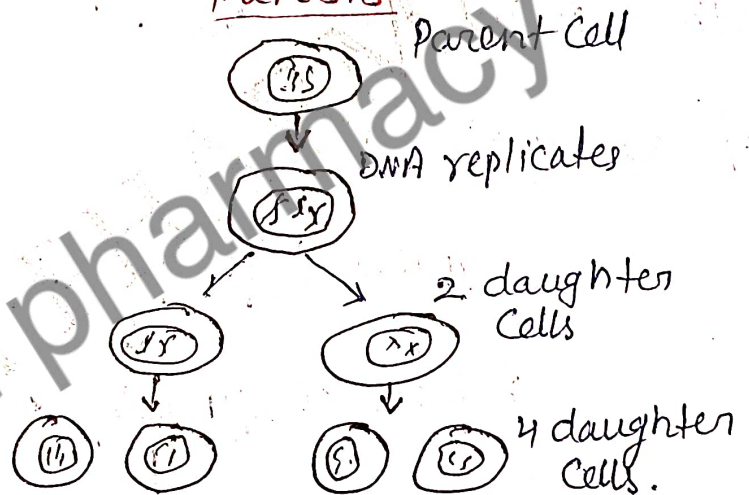 Parent Cell
DNA replicates
2 daughter
Cells
4 daughter
Cells.
pharmacy